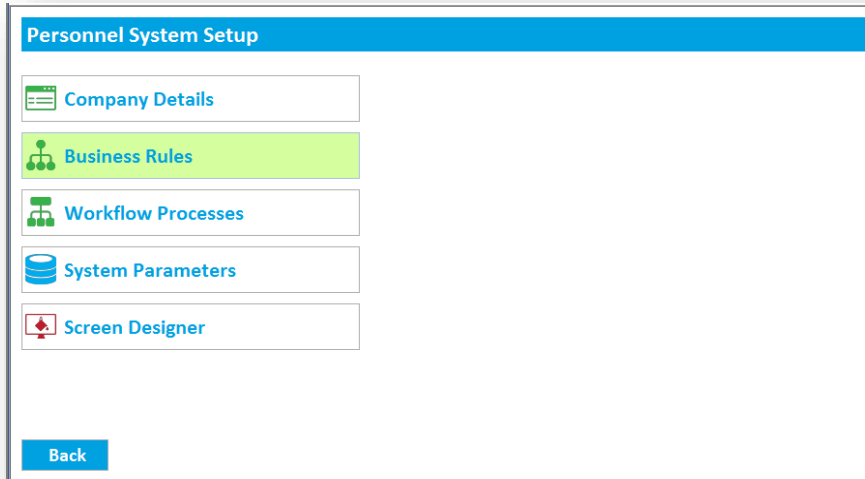 Personnel System Setup
Company Details
Business Rules
Workflow Processes
System Parameters
Screen Designer
Back